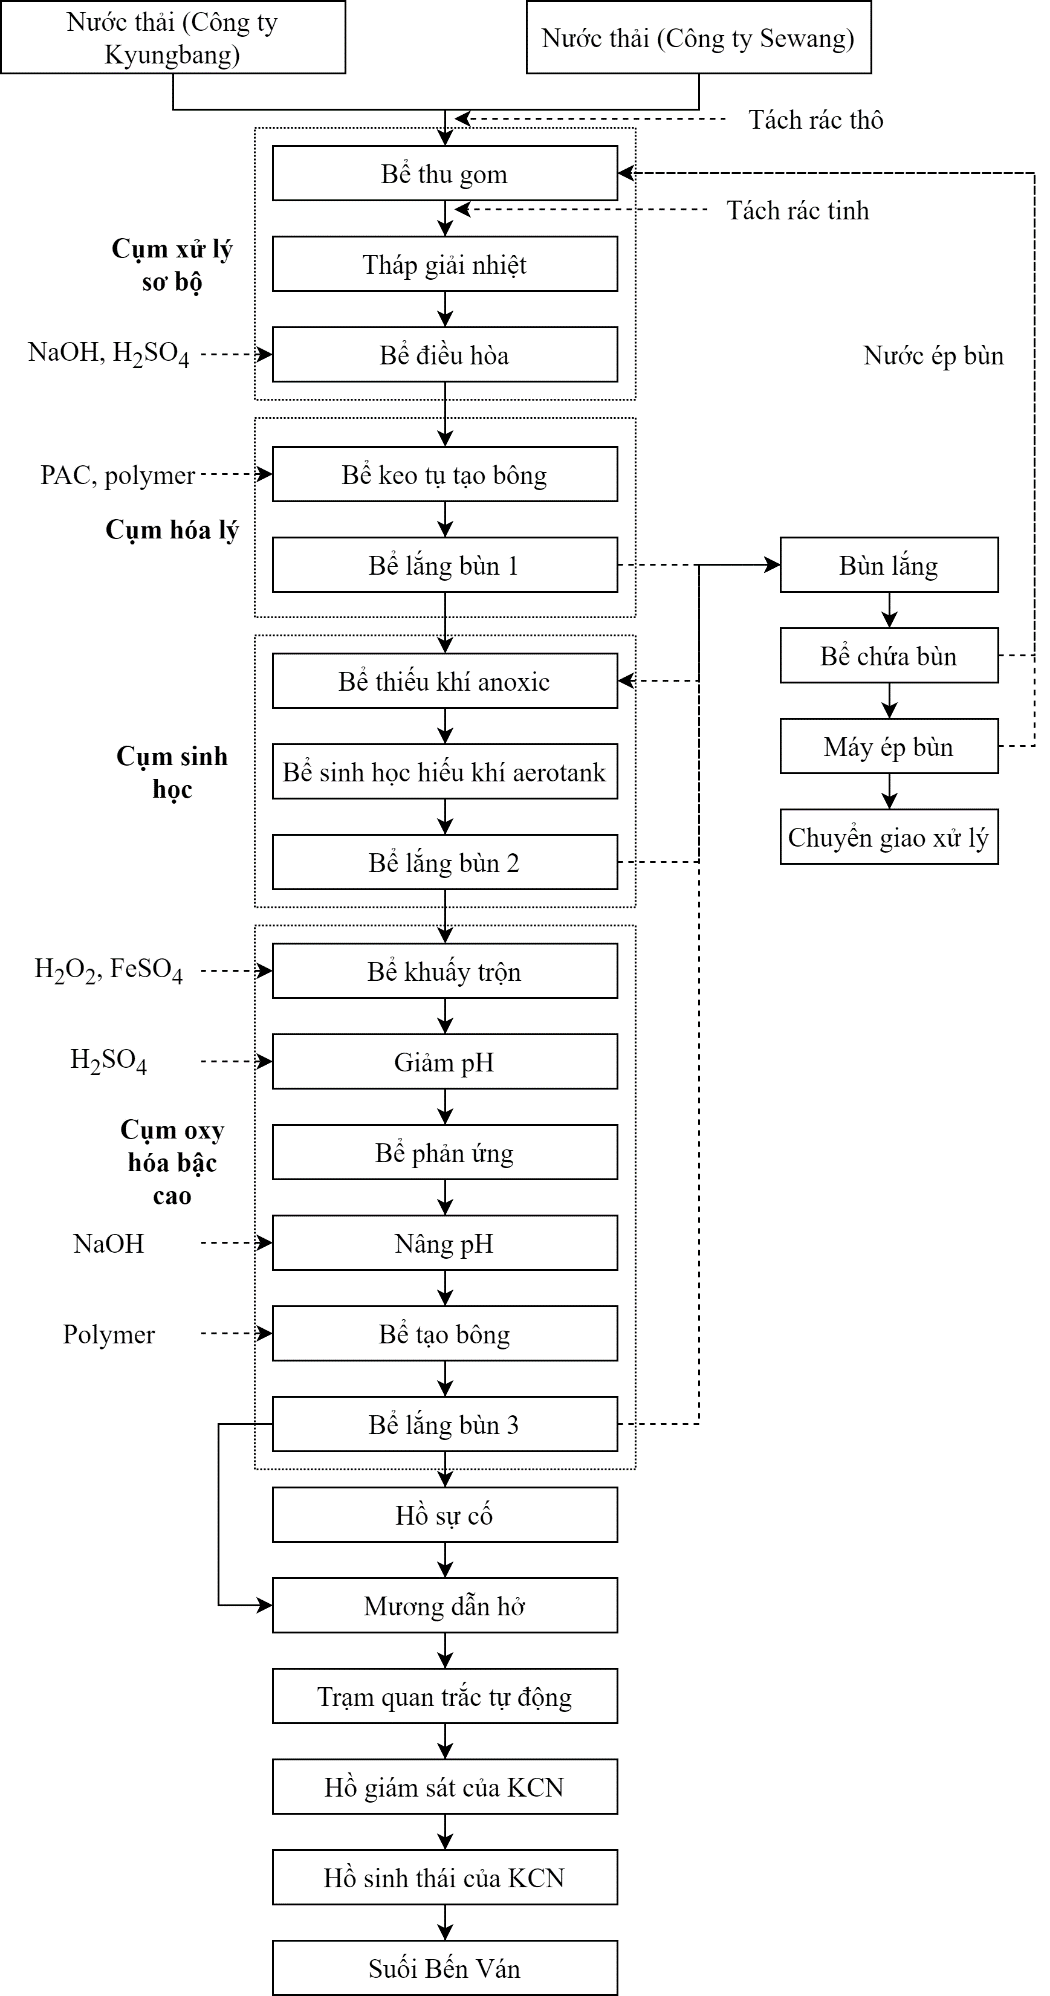 Nước thải (Công ty
Kyungbang)
Nước thải (Công ty Sewang)
Tách rác thô
Bể thu gom
Tách rác tinh
Cụm xử lý
sơ bộ
Tháp giải nhiệt
NaOH, H2SO4
Bể điều hòa
Nước ép bùn
PAC, polymer
Bể keo tụ tạo bông
Cụm hóa lý
Bể lắng bùn 1
Bùn lắng
Bể chứa bùn
Bể thiếu khí anoxic
Máy ép bùn
Cụm sinh
học
Bể sinh học hiếu khí aerotank
Chuyển giao xử lý
Bể lắng bùn 2
H2O2, FeSO4
Bể khuấy trộn
H2SO4
Giảm pH
Cụm oxy
hóa bậc
cao
Bể phản ứng
NaOH
Nâng pH
Polymer
Bể tạo bông
Bể lắng bùn 3
Hồ sự cố
Mương dẫn hở
Trạm quan trắc tự động
Hồ giám sát của KCN
Hồ sinh thái của KCN
Suối Bến Ván